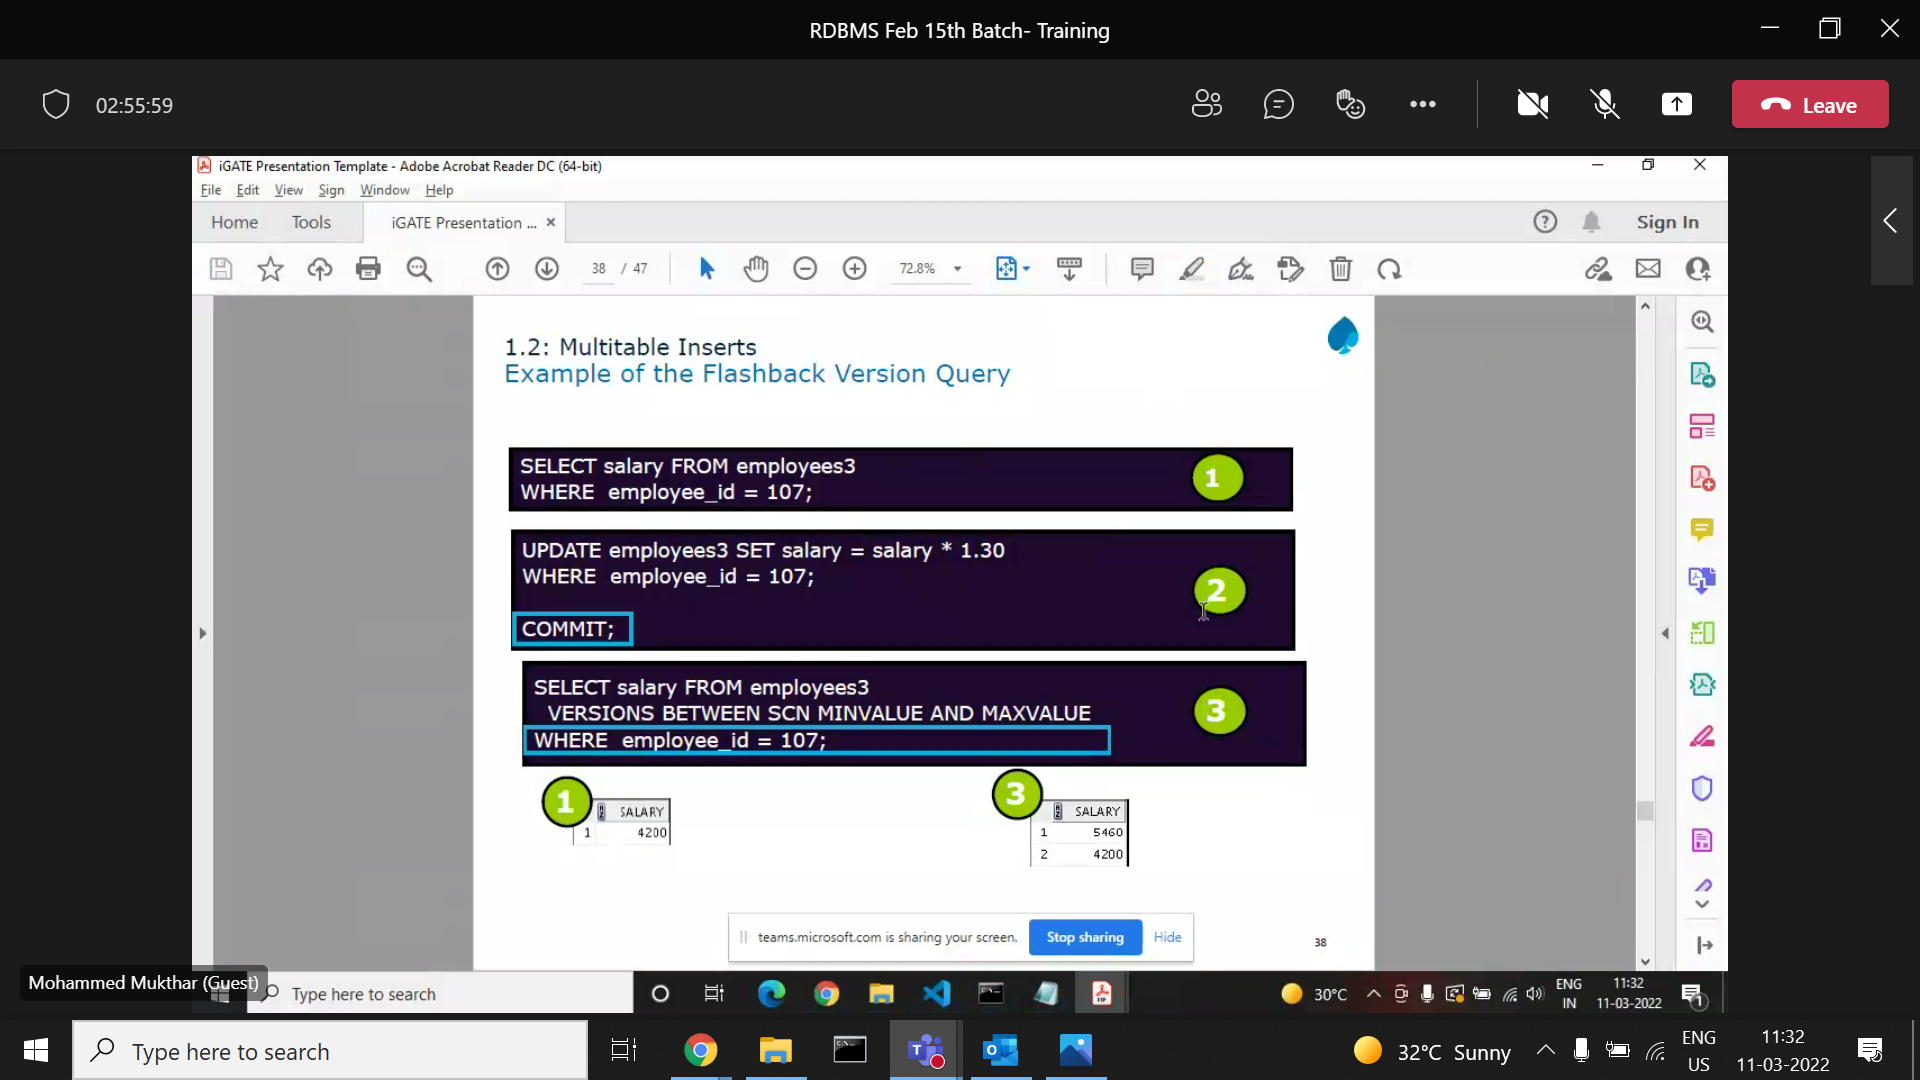 RDBMS Feb 15th Batch- Training
02:55:59
Leave
iGATE Presentation Template - Adobe Acrobat Reader DC (64-bit)
File Edit View Sign Window Help
Home Tools iGATE Presentation ... ×
Sign In
38 / 47
72.8%
1.2: Multitable Inserts
Example of the Flashback Version Query
SELECT salary FROM employees3
WHERE employee_id = 107;
1
UPDATE employees3 SET salary = salary * 1.30
WHERE employee_id = 107;
COMMIT;
2
SELECT salary FROM employees3
VERSIONS BETWEEN SCN MINVALUE AND MAXVALUE
WHERE employee_id = 107;
3
1
SALARY
1 4200
3
SALARY
1 5460
2 4200
teams.microsoft.com is sharing your screen. Stop sharing Hide
38
Mohammed Mukthar (Guest)
Type here to search
30°C
ENG
IN
11:32
11-03-2022
1
Type here to search
32°C Sunny
ENG
US
11:32
11-03-2022